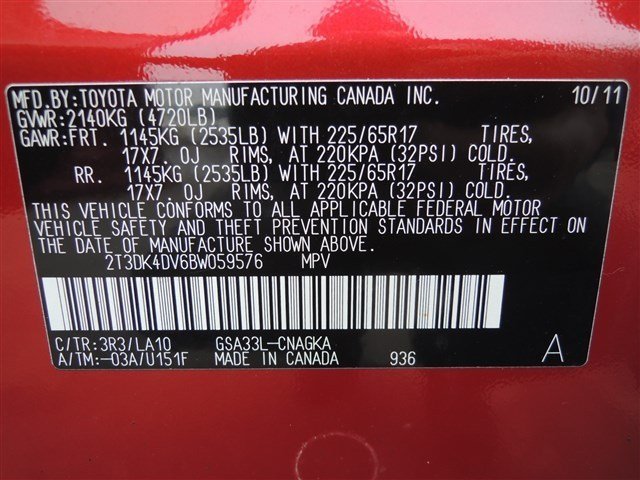 MFD.BY:TOYOTA MOTOR MANUFACTURING CANADA INC. 10/11
GVWR:2140KG (4720LB)
GAWR:FRT. 1145KG (2535LB) WITH 225/65R17 TIRES,
17X7.0J RIMS, AT 220KPA (32PSI) COLD.
RR. 1145KG (2535LB) WITH 225/65R17 TIRES,
17X7.0J RIMS, AT 220KPA (32PSI) COLD.
THIS VEHICLE CONFORMS TO ALL APPLICABLE FEDERAL MOTOR
VEHICLE SAFETY AND THEFT PREVENTION STANDARDS IN EFFECT ON
THE DATE OF MANUFACTURE SHOWN ABOVE.
2T3DK4DV6BW059576 MPV
C/TR:3R3/LA10 GSA33L-CNAGKA
A/TM:-03A/U151F MADE IN CANADA 936 A